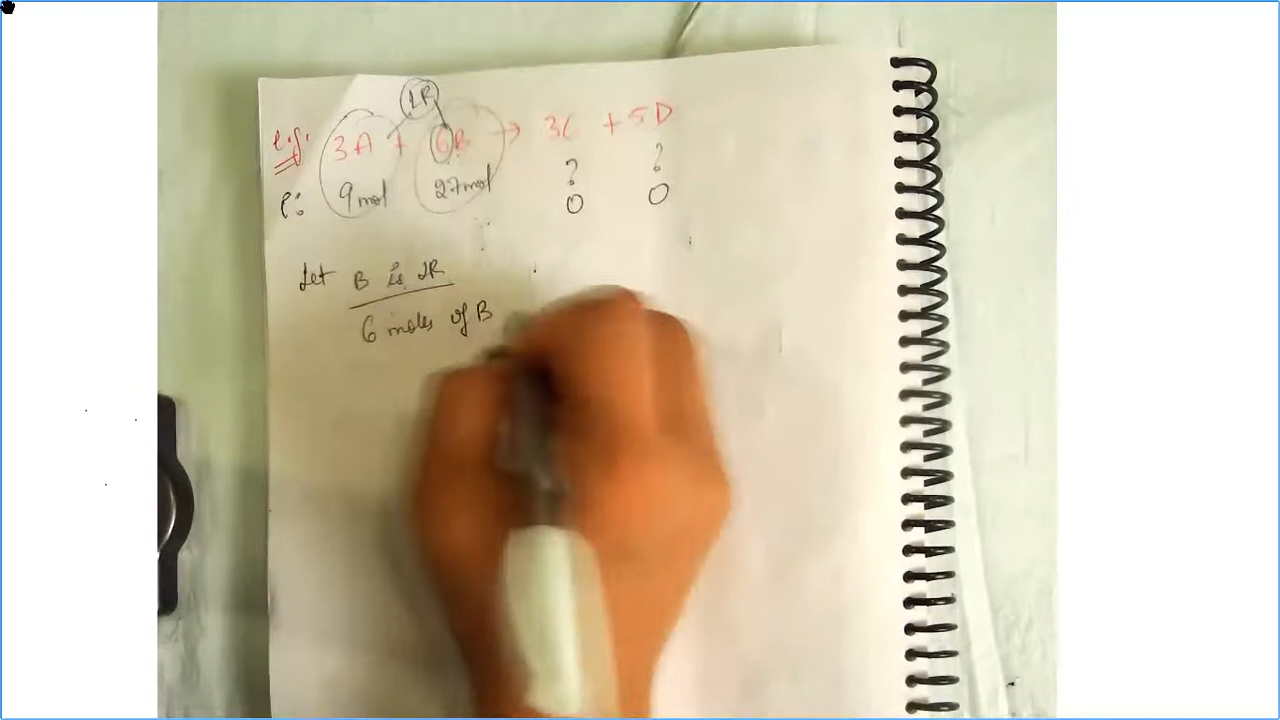 LR
e.g. 3A + 6B → 3C + 5D
? ?
P: 9 mol 27 mol 0 0
Let B is LR
6 moles of B